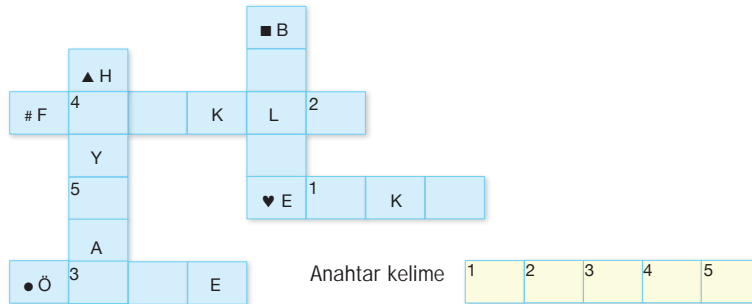 ■ B
▲ H
# F 4 K L 2
Y
5 ♥ E 1 K
A
● Ö 3 E Anahtar kelime 1 2 3 4 5